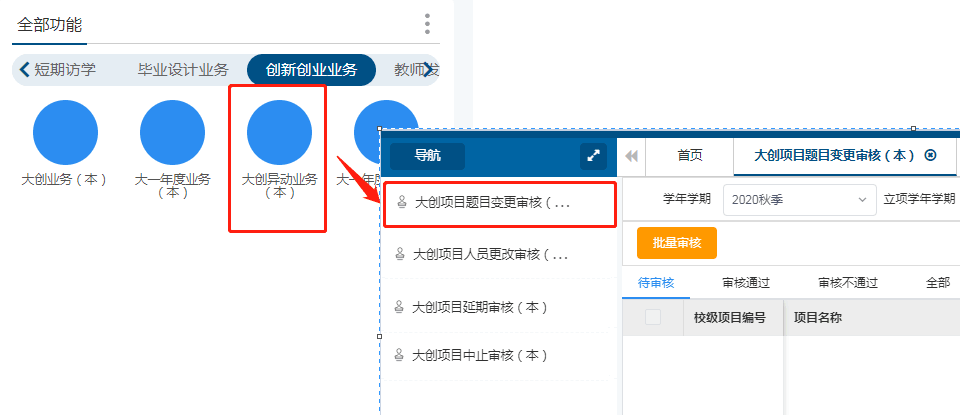 全部功能
短期访学
毕业设计业务
创新创业业务
教师发
大创业务（本）
大一年度业务
（本）
大创异动业务
（本）
大一年
导航
首页
大创项目题目变更审核（本）
大创项目题目变更审核（...
大创项目人员更改审核（...
大创项目延期审核（本）
大创项目中止审核（本）
学年学期
2020秋季
立项学年学期
批量审核
待审核
审核通过
审核不通过
全部
校级项目编号
项目名称